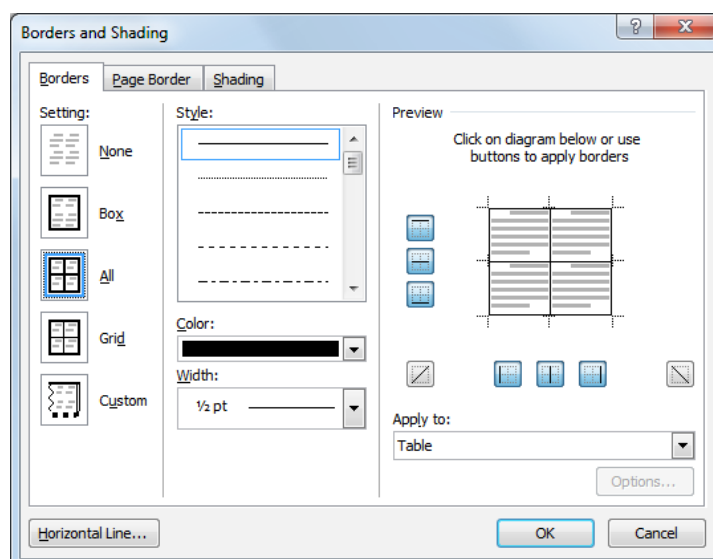 Borders and Shading
?
Borders
Page Border
Shading
Setting:
None
Box
All
Grid
Custom
Style:
Color:
Width:
½ pt
Preview
Click on diagram below or use
buttons to apply borders
Apply to:
Table
Options...
Horizontal Line...
OK
Cancel